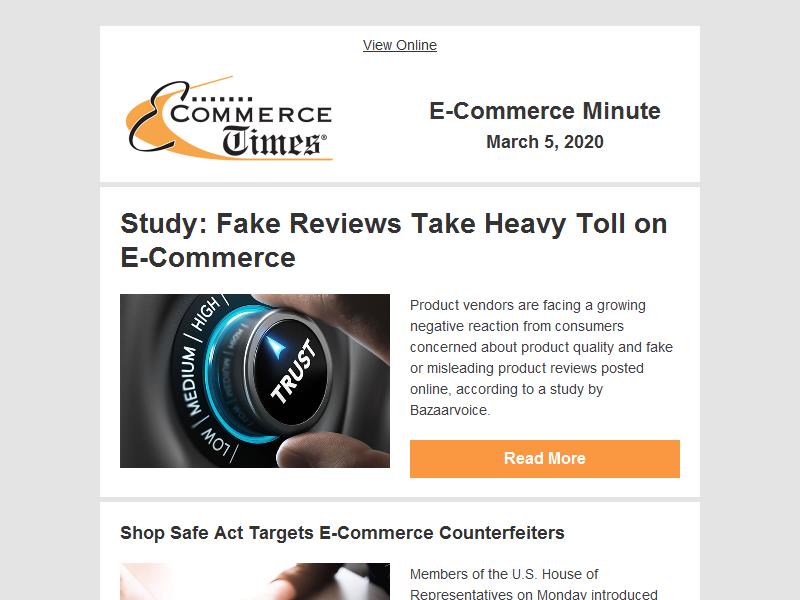 View Online
E-COMMERCE
Times®
E-Commerce Minute
March 5, 2020
Study: Fake Reviews Take Heavy Toll on
E-Commerce
LOW | MEDIUM | HIGH |
TRUST
Product vendors are facing a growing
negative reaction from consumers
concerned about product quality and fake
or misleading product reviews posted
online, according to a study by
Bazaarvoice.
Read More
Shop Safe Act Targets E-Commerce Counterfeiters
Members of the U.S. House of
Representatives on Monday introduced